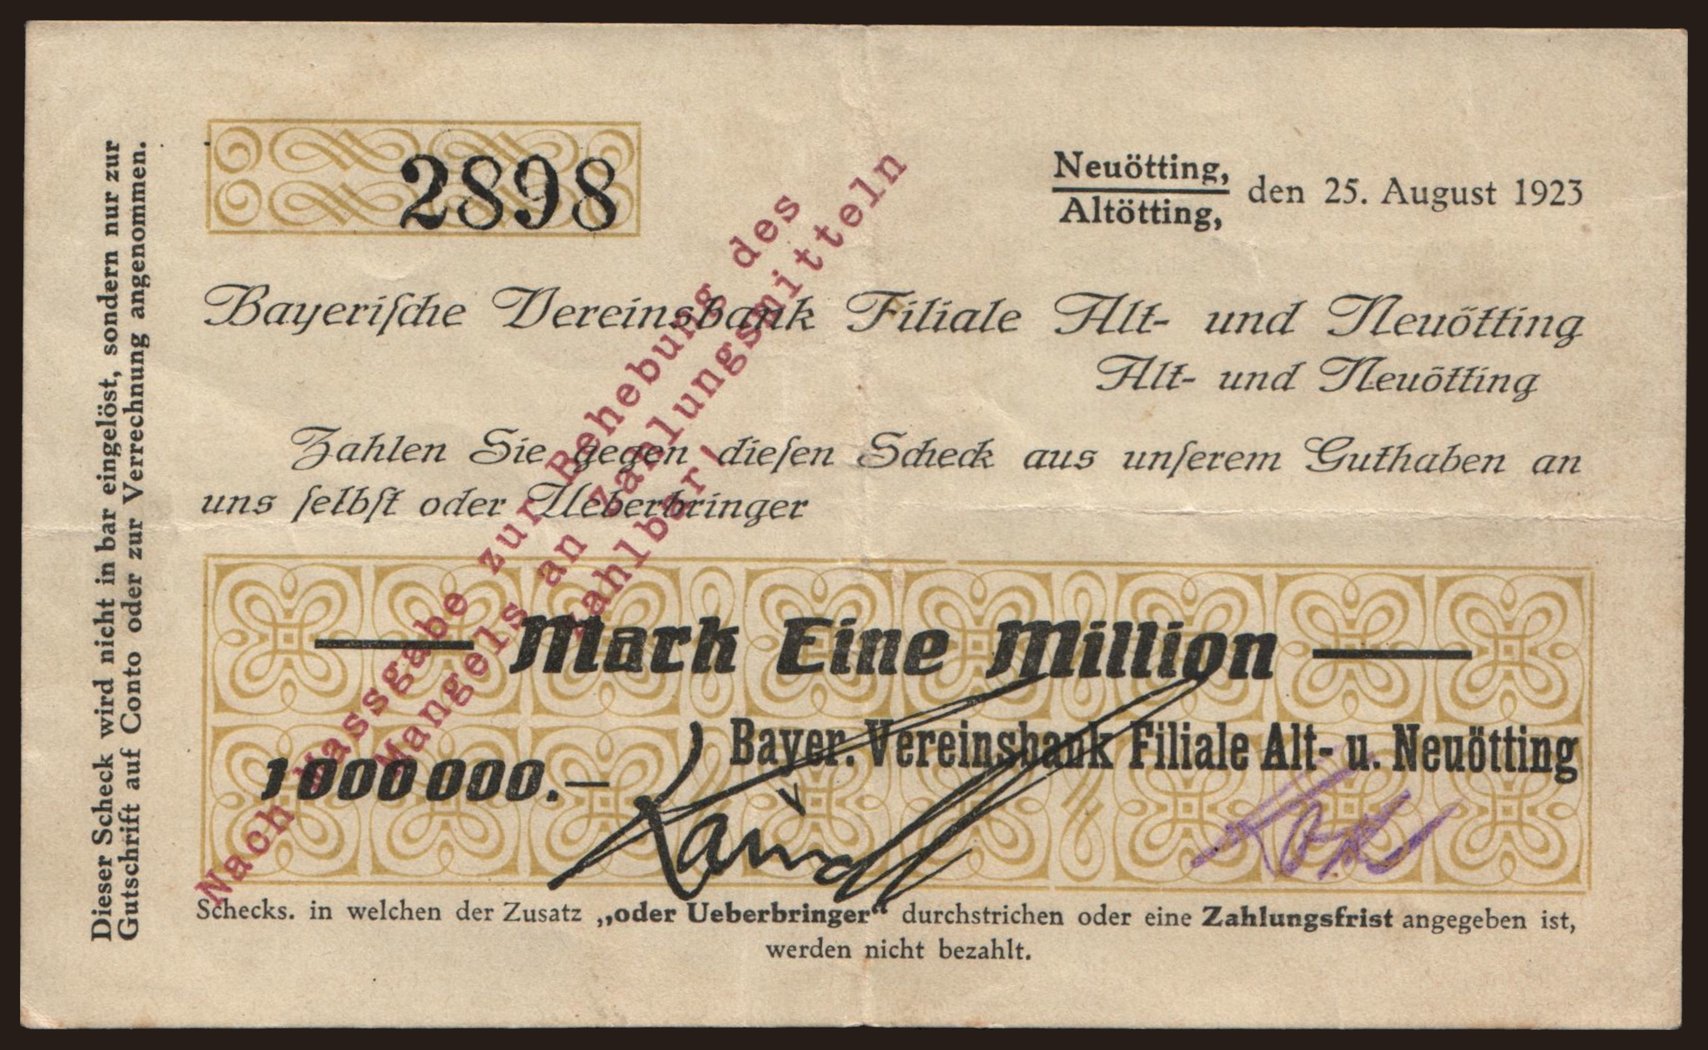 Dieser Scheck wird nicht in bar eingelöst, sondern nur zur
Gutschrift auf Conto oder zur Verrechnung angenommen.
2898
Neuötting,
Altötting,
den 25. August 1923
Bayeriſche Vereinsbank Filiale Alt- und Neuötting
Alt- und Neuötting
Zahlen Sie gegen dieſen Scheck aus unſerem Guthaben an
uns ſelbſt oder Ueberbringer
Nach Massgabe zur Behebung des
Mangels an Zahlungsmitteln
zahlbar!
Mark Eine Million
1000000.—
Bayer. Vereinsbank Filiale Alt- u. Neuötting
Schecks. in welchen der Zusatz „oder Ueberbringer“ durchstrichen oder eine Zahlungsfrist angegeben ist,
werden nicht bezahlt.